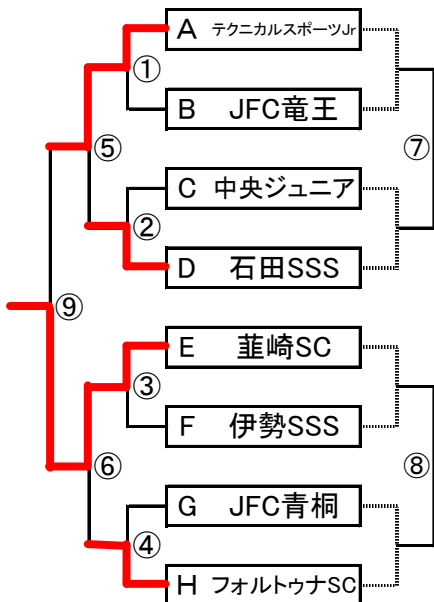 A テクニカルスポーツJr
①
B JFC竜王
⑤
⑦
C 中央ジュニア
②
D 石田SSS
⑨
E 韮崎SC
③
F 伊勢SSS
⑥
⑧
G JFC青桐
④
H フォルトゥナSC